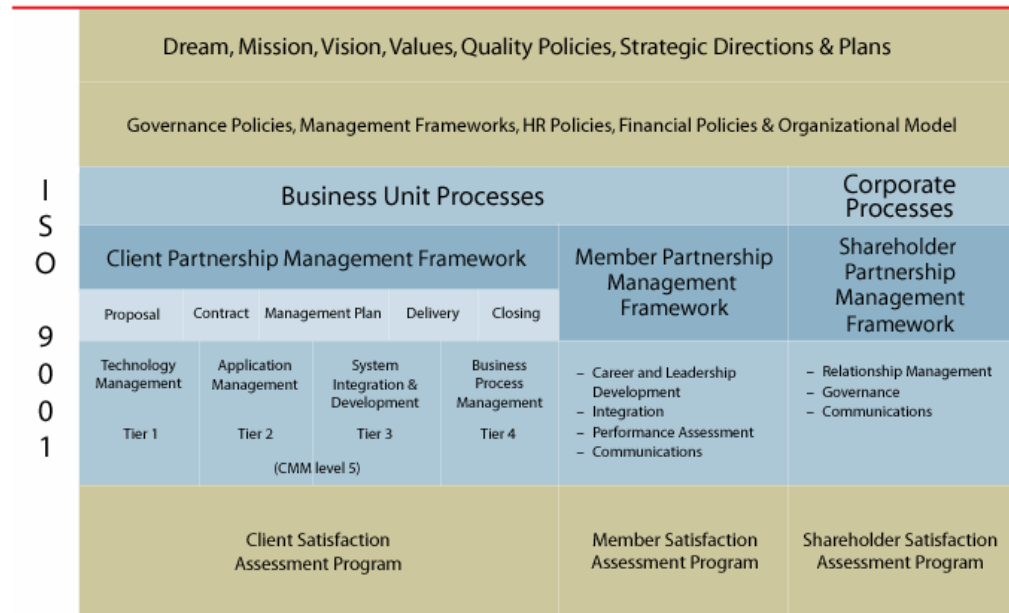 Dream, Mission, Vision, Values, Quality Policies, Strategic Directions & Plans
Governance Policies, Management Frameworks, HR Policies, Financial Policies & Organizational Model
I
S
O
9
0
0
1
Business Unit Processes
Corporate
Processes
Client Partnership Management Framework
Member Partnership
Management
Framework
Shareholder
Partnership
Management
Framework
Proposal
Contract
Management Plan
Delivery
Closing
Technology
Management
Tier 1
Application
Management
Tier 2
System
Integration &
Development
Tier 3
Business
Process
Management
Tier 4
(CMM level 5)
– Career and Leadership
Development
– Integration
– Performance Assessment
– Communications
– Relationship Management
– Governance
– Communications
Client Satisfaction
Assessment Program
Member Satisfaction
Assessment Program
Shareholder Satisfaction
Assessment Program